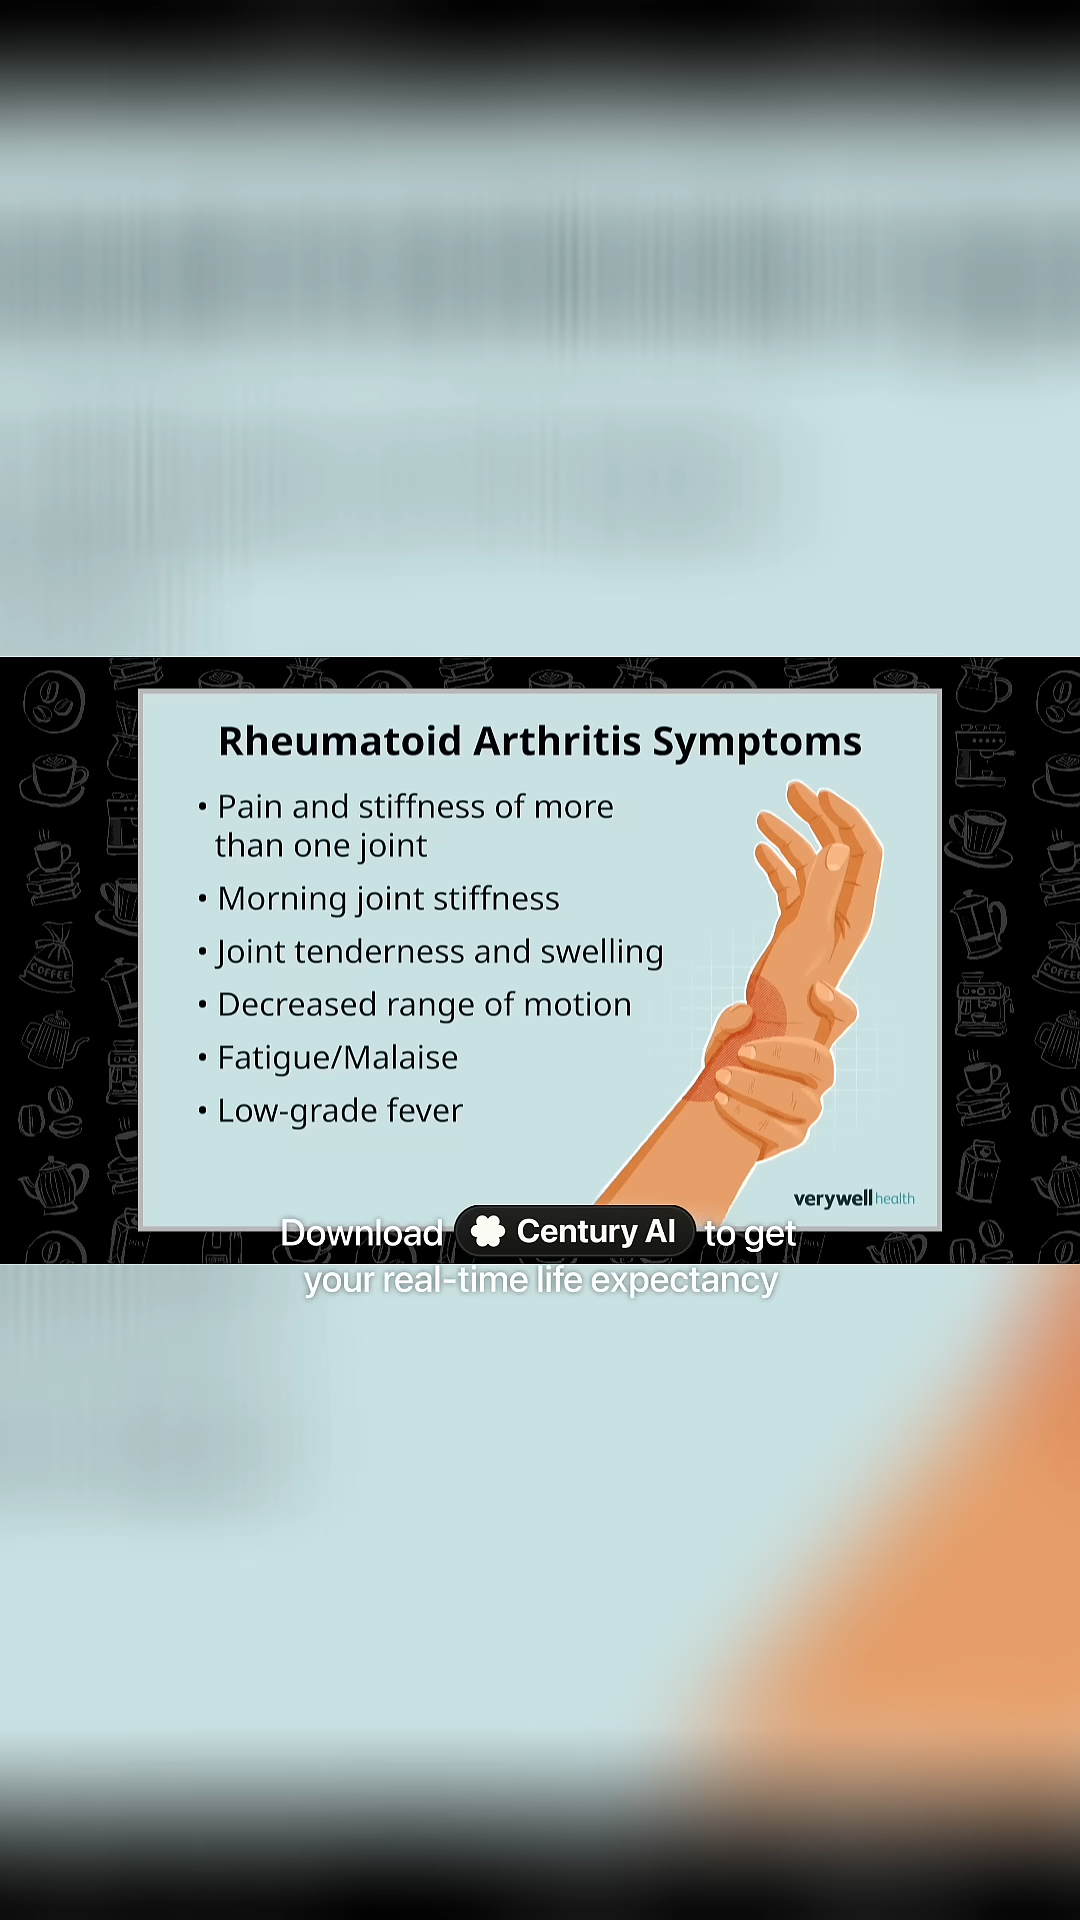 Rheumatoid Arthritis Symptoms
• Pain and stiffness of more
than one joint
• Morning joint stiffness
• Joint tenderness and swelling
• Decreased range of motion
• Fatigue/Malaise
• Low-grade fever
verywell health
Download Century AI to get
your real-time life expectancy
COFFEE
COFFEE